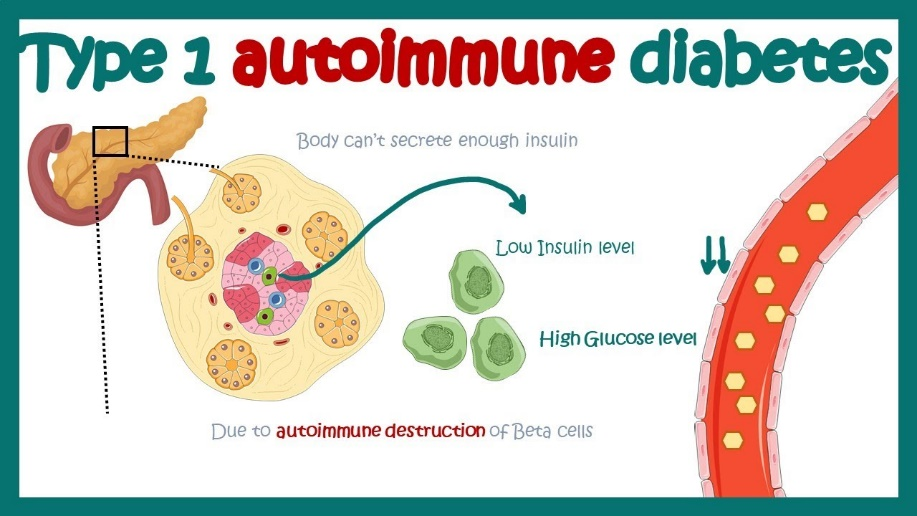 Type 1 autoimmune diabetes
Body can't secrete enough insulin
Low Insulin level
High Glucose level
Due to autoimmune destruction of Beta cells